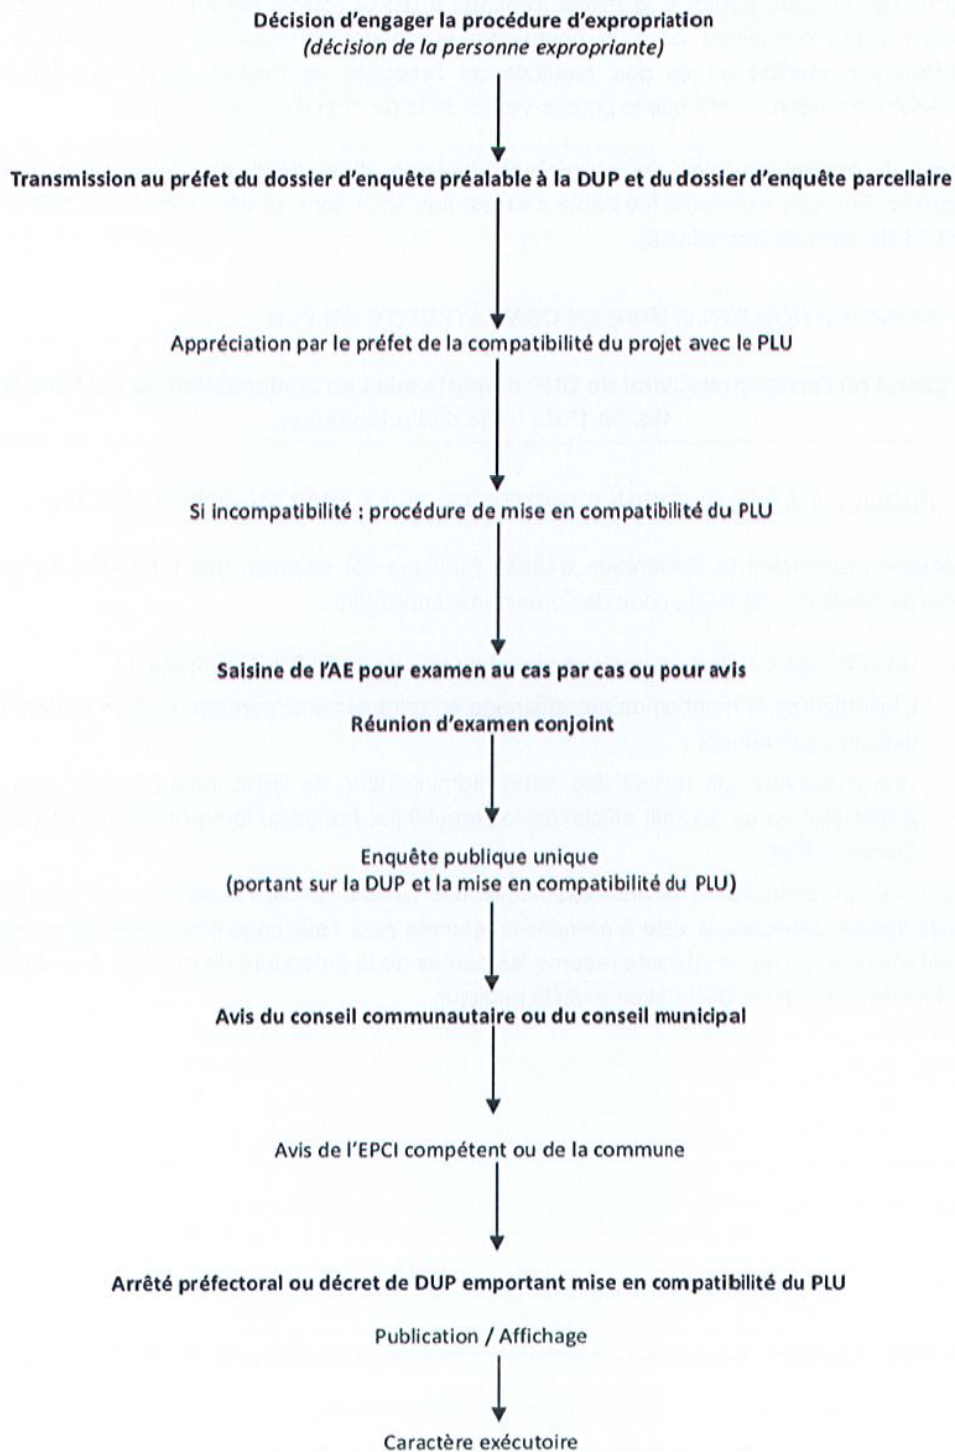 Décision d'engager la procédure d'expropriation
(décision de la personne expropriante)
Transmission au préfet du dossier d'enquête préalable à la DUP et du dossier d'enquête parcellaire
Appréciation par le préfet de la compatibilité du projet avec le PLU
Si incompatibilité : procédure de mise en compatibilité du PLU
Saisine de l'AE pour examen au cas par cas ou pour avis
Réunion d'examen conjoint
Enquête publique unique
(portant sur la DUP et la mise en compatibilité du PLU)
Avis du conseil communautaire ou du conseil municipal
Avis de l'EPCI compétent ou de la commune
Arrêté préfectoral ou décret de DUP emportant mise en compatibilité du PLU
Publication / Affichage
Caractère exécutoire